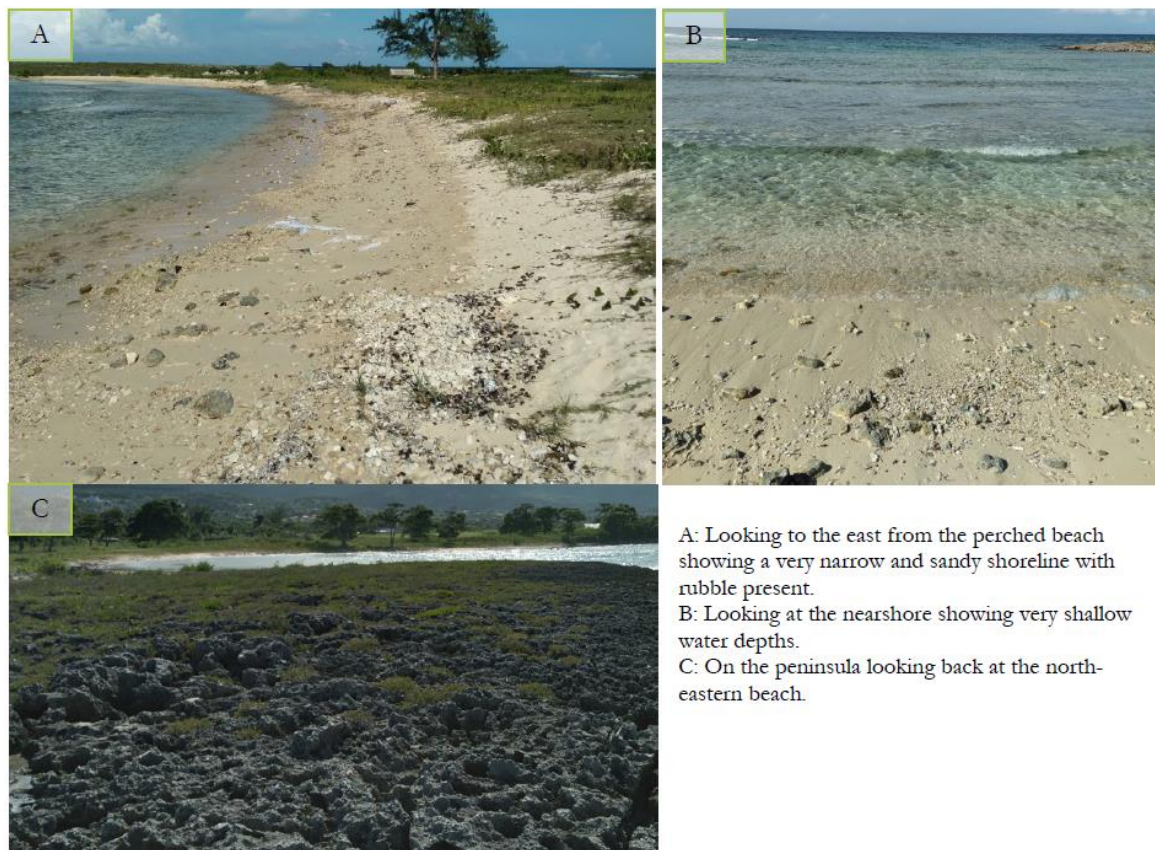 A
B
C
A: Looking to the east from the perched beach
showing a very narrow and sandy shoreline with
rubble present.
B: Looking at the nearshore showing very shallow
water depths.
C: On the peninsula looking back at the north-
eastern beach.